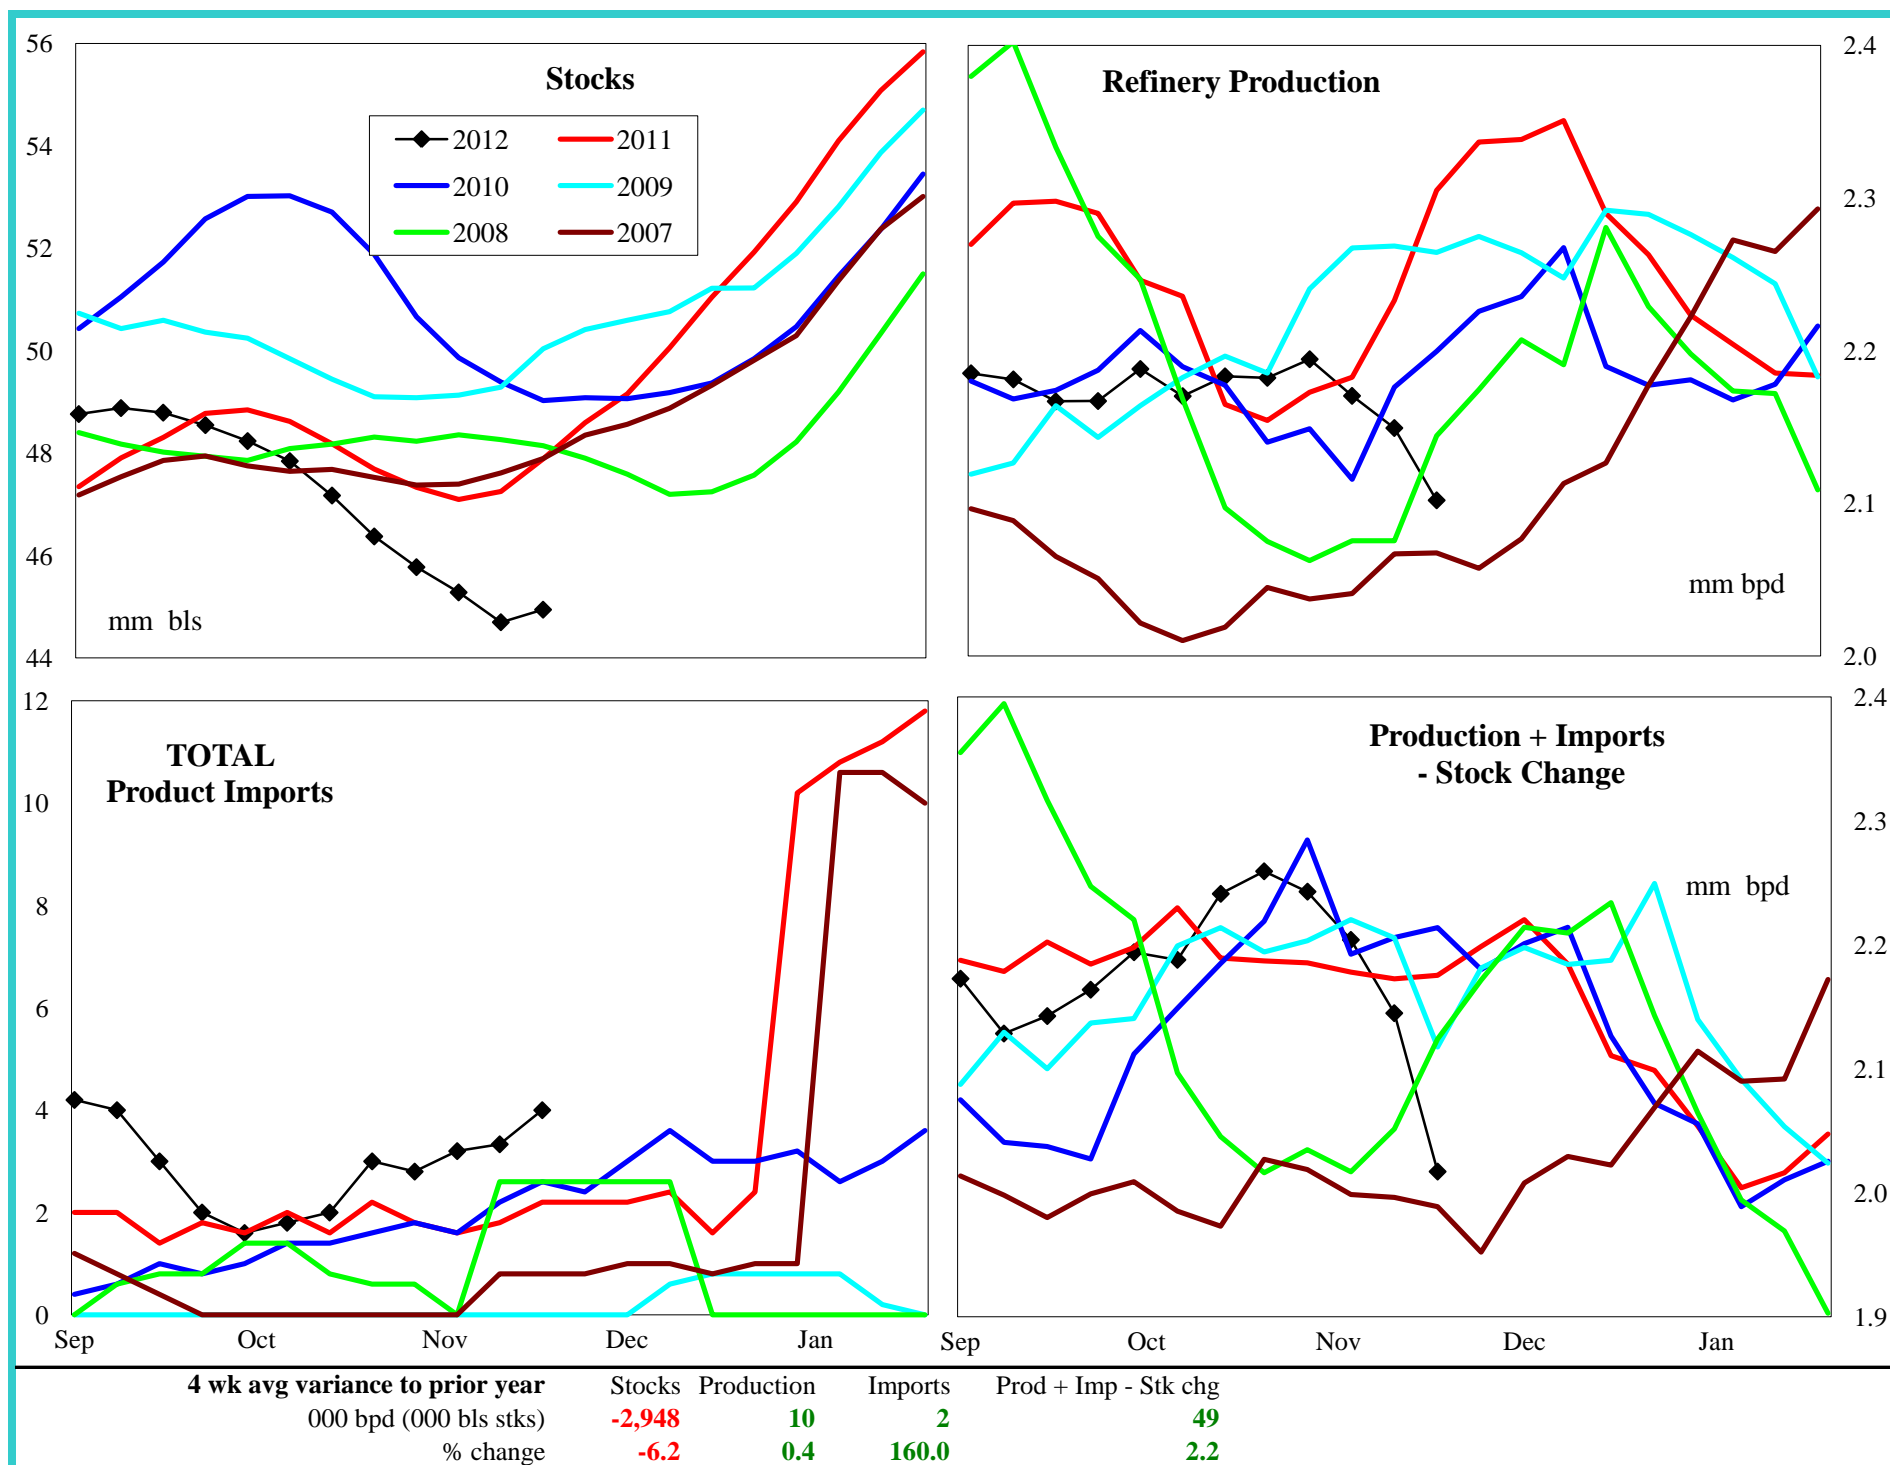 Stocks
56
54
52
50
48
46
44
2012
2011
2010
2009
2008
2007
mm bls
Refinery Production
2.4
2.3
2.2
2.1
2.0
mm bpd
TOTAL
Product Imports
12
10
8
6
4
2
0
Sep Oct Nov Dec Jan
Production + Imports
- Stock Change
mm bpd
2.4
2.3
2.2
2.1
2.0
1.9
Sep Oct Nov Dec Jan
4 wk avg variance to prior year Stocks Production Imports Prod + Imp - Stk chg
000 bpd (000 bls stks) -2,948 10 2 49
% change -6.2 0.4 160.0 2.2